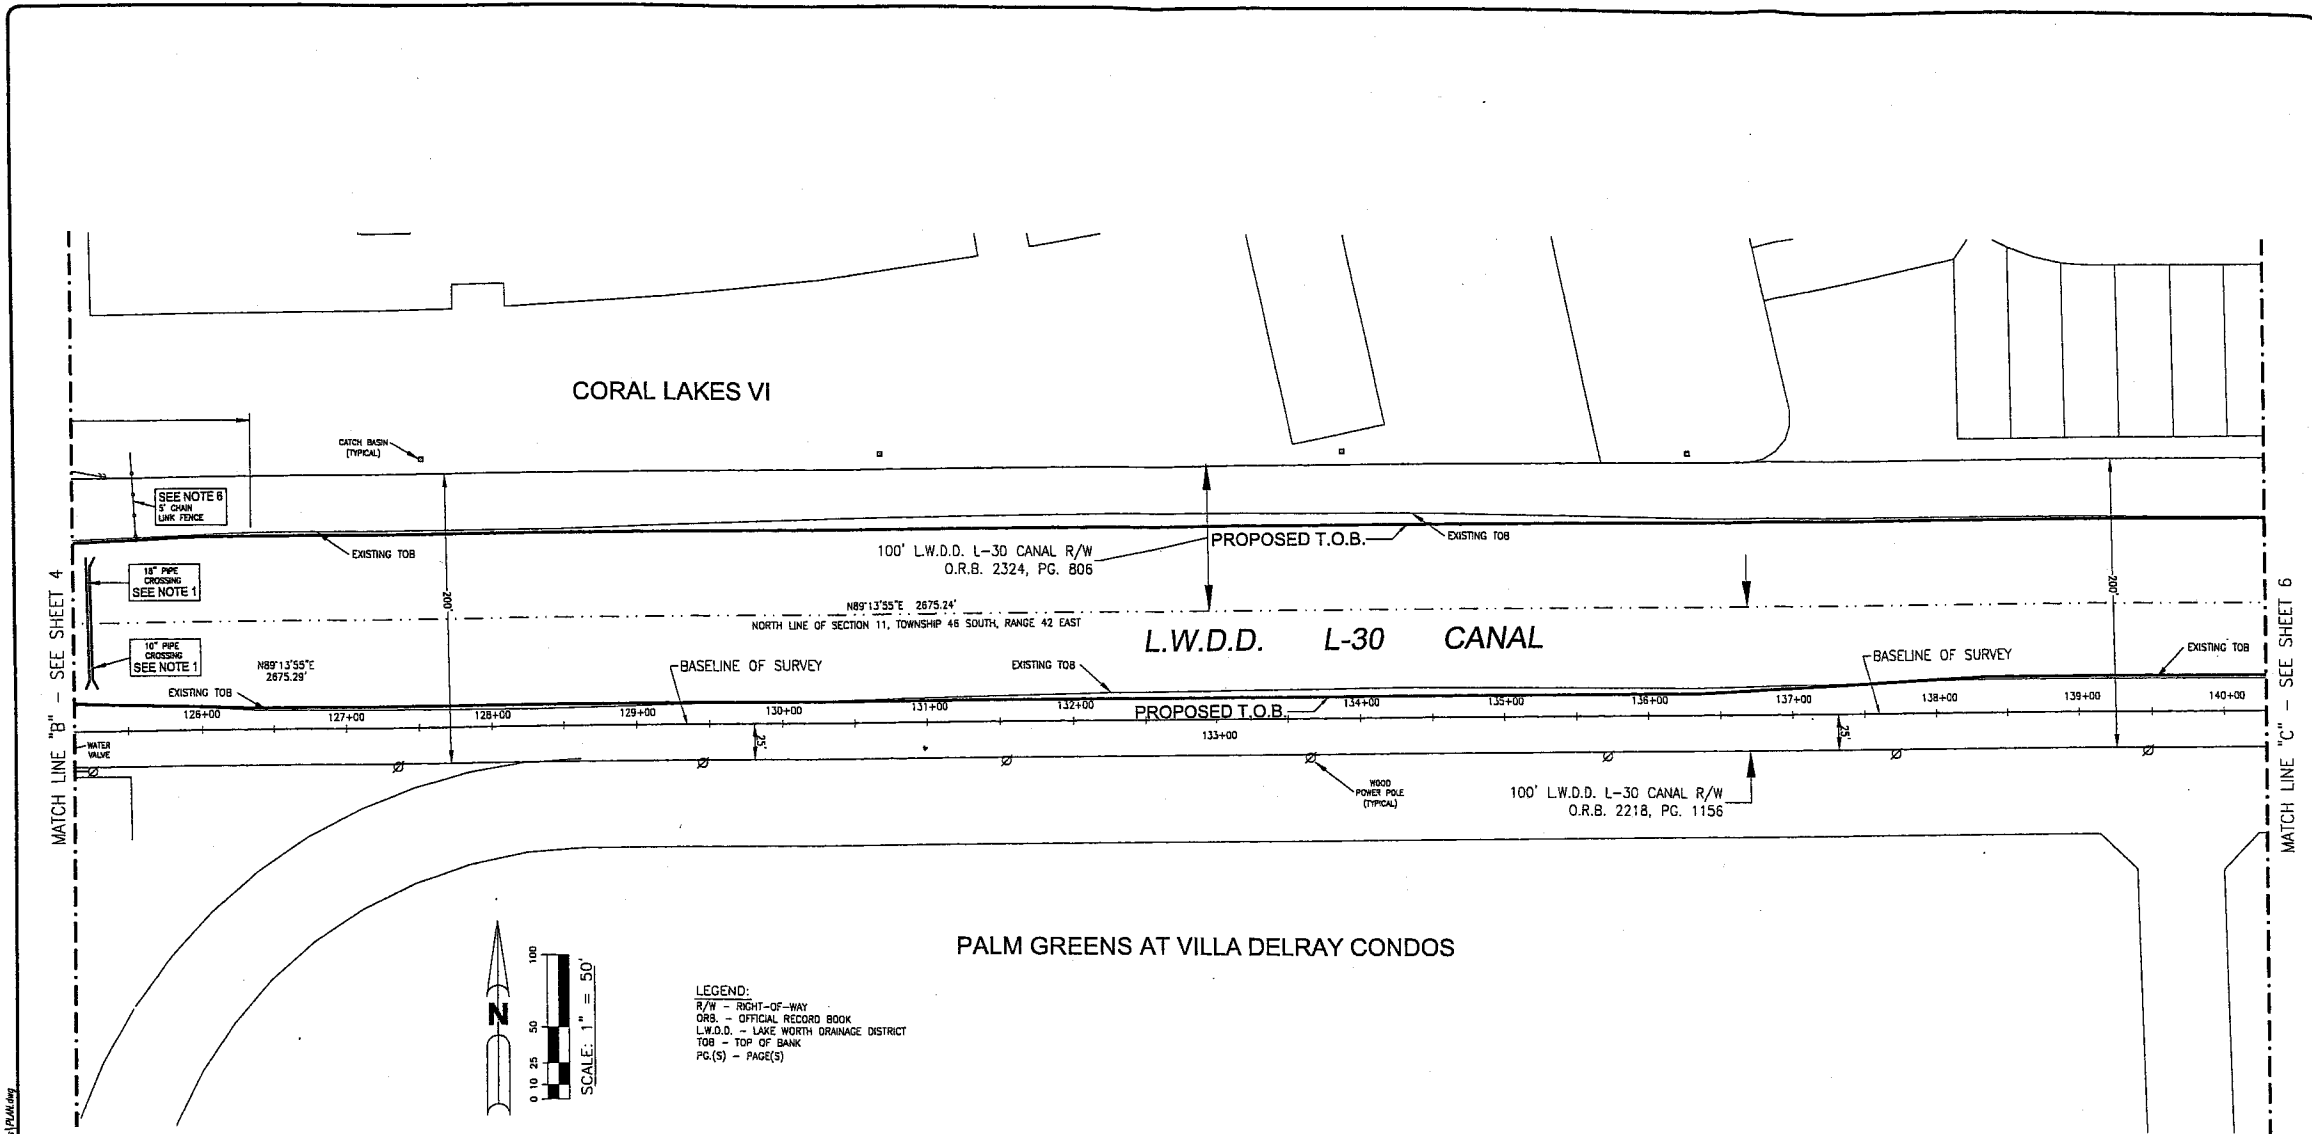 CORAL LAKES VI
CATCH BASIN
(TYPICAL)
SEE NOTE 6
5' CHAIN
LINK FENCE
EXISTING TOB
100' L.W.D.D. L-30 CANAL R/W
O.R.B. 2324, PG. 806
PROPOSED T.O.B.
EXISTING TOB
18" PIPE
CROSSING
SEE NOTE 1
200'
200'
N89°13'55"E 2675.24'
NORTH LINE OF SECTION 11, TOWNSHIP 46 SOUTH, RANGE 42 EAST
L.W.D.D. L-30 CANAL
10" PIPE
CROSSING
SEE NOTE 1
N89°13'55"E
2675.29'
EXISTING TOB
BASELINE OF SURVEY
EXISTING TOB
BASELINE OF SURVEY
EXISTING TOB
126+00 127+00 128+00 129+00 130+00 131+00 132+00 133+00 134+00 135+00 136+00 137+00 138+00 139+00 140+00
PROPOSED T.O.B.
WATER
VALVE
25'
25'
WOOD
POWER POLE
(TYPICAL)
100' L.W.D.D. L-30 CANAL R/W
O.R.B. 2218, PG. 1156
MATCH LINE "B" - SEE SHEET 4
MATCH LINE "C" - SEE SHEET 6
PALM GREENS AT VILLA DELRAY CONDOS
N
0 10 25 50 100
SCALE: 1" = 50'
LEGEND:
R/W - RIGHT-OF-WAY
ORB. - OFFICIAL RECORD BOOK
L.W.D.D. - LAKE WORTH DRAINAGE DISTRICT
TOB - TOP OF BANK
PG.(S) - PAGE(S)